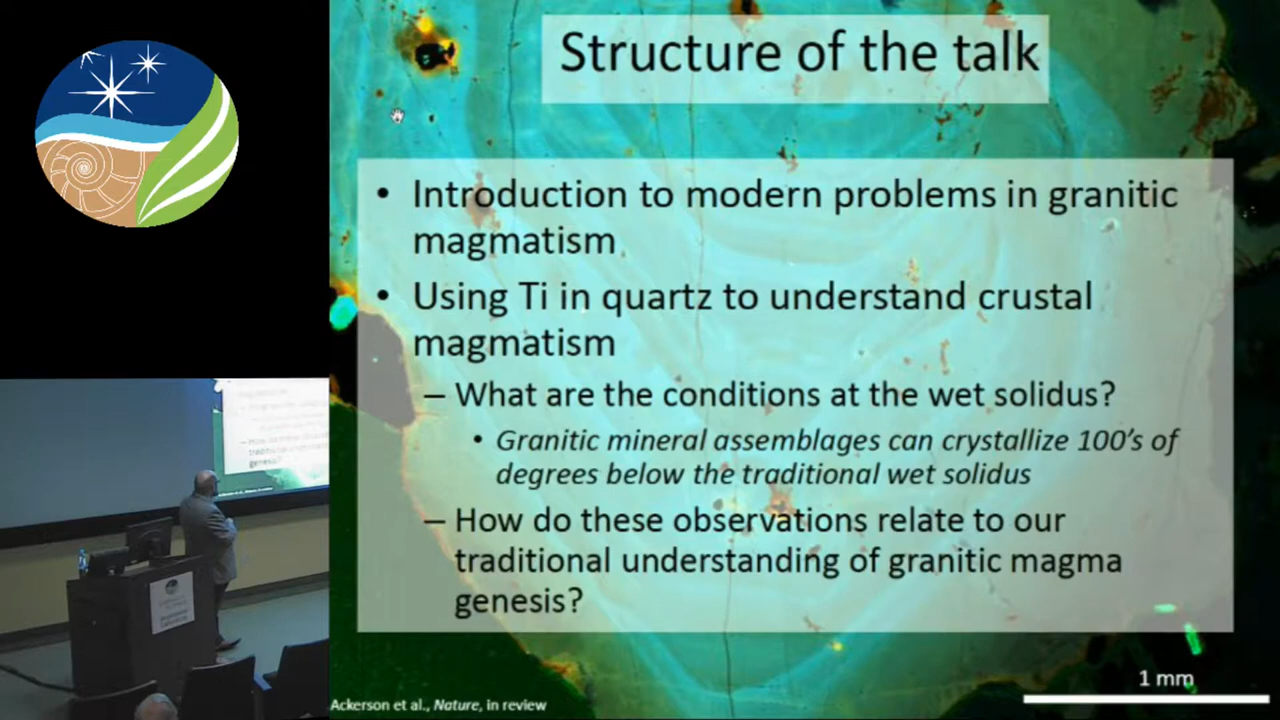 Structure of the talk
• Introduction to modern problems in granitic
magmatism
• Using Ti in quartz to understand crustal
magmatism
– What are the conditions at the wet solidus?
• Granitic mineral assemblages can crystallize 100's of
degrees below the traditional wet solidus
– How do these observations relate to our
traditional understanding of granitic magma
genesis?
1 mm
Ackerson et al., Nature, in review